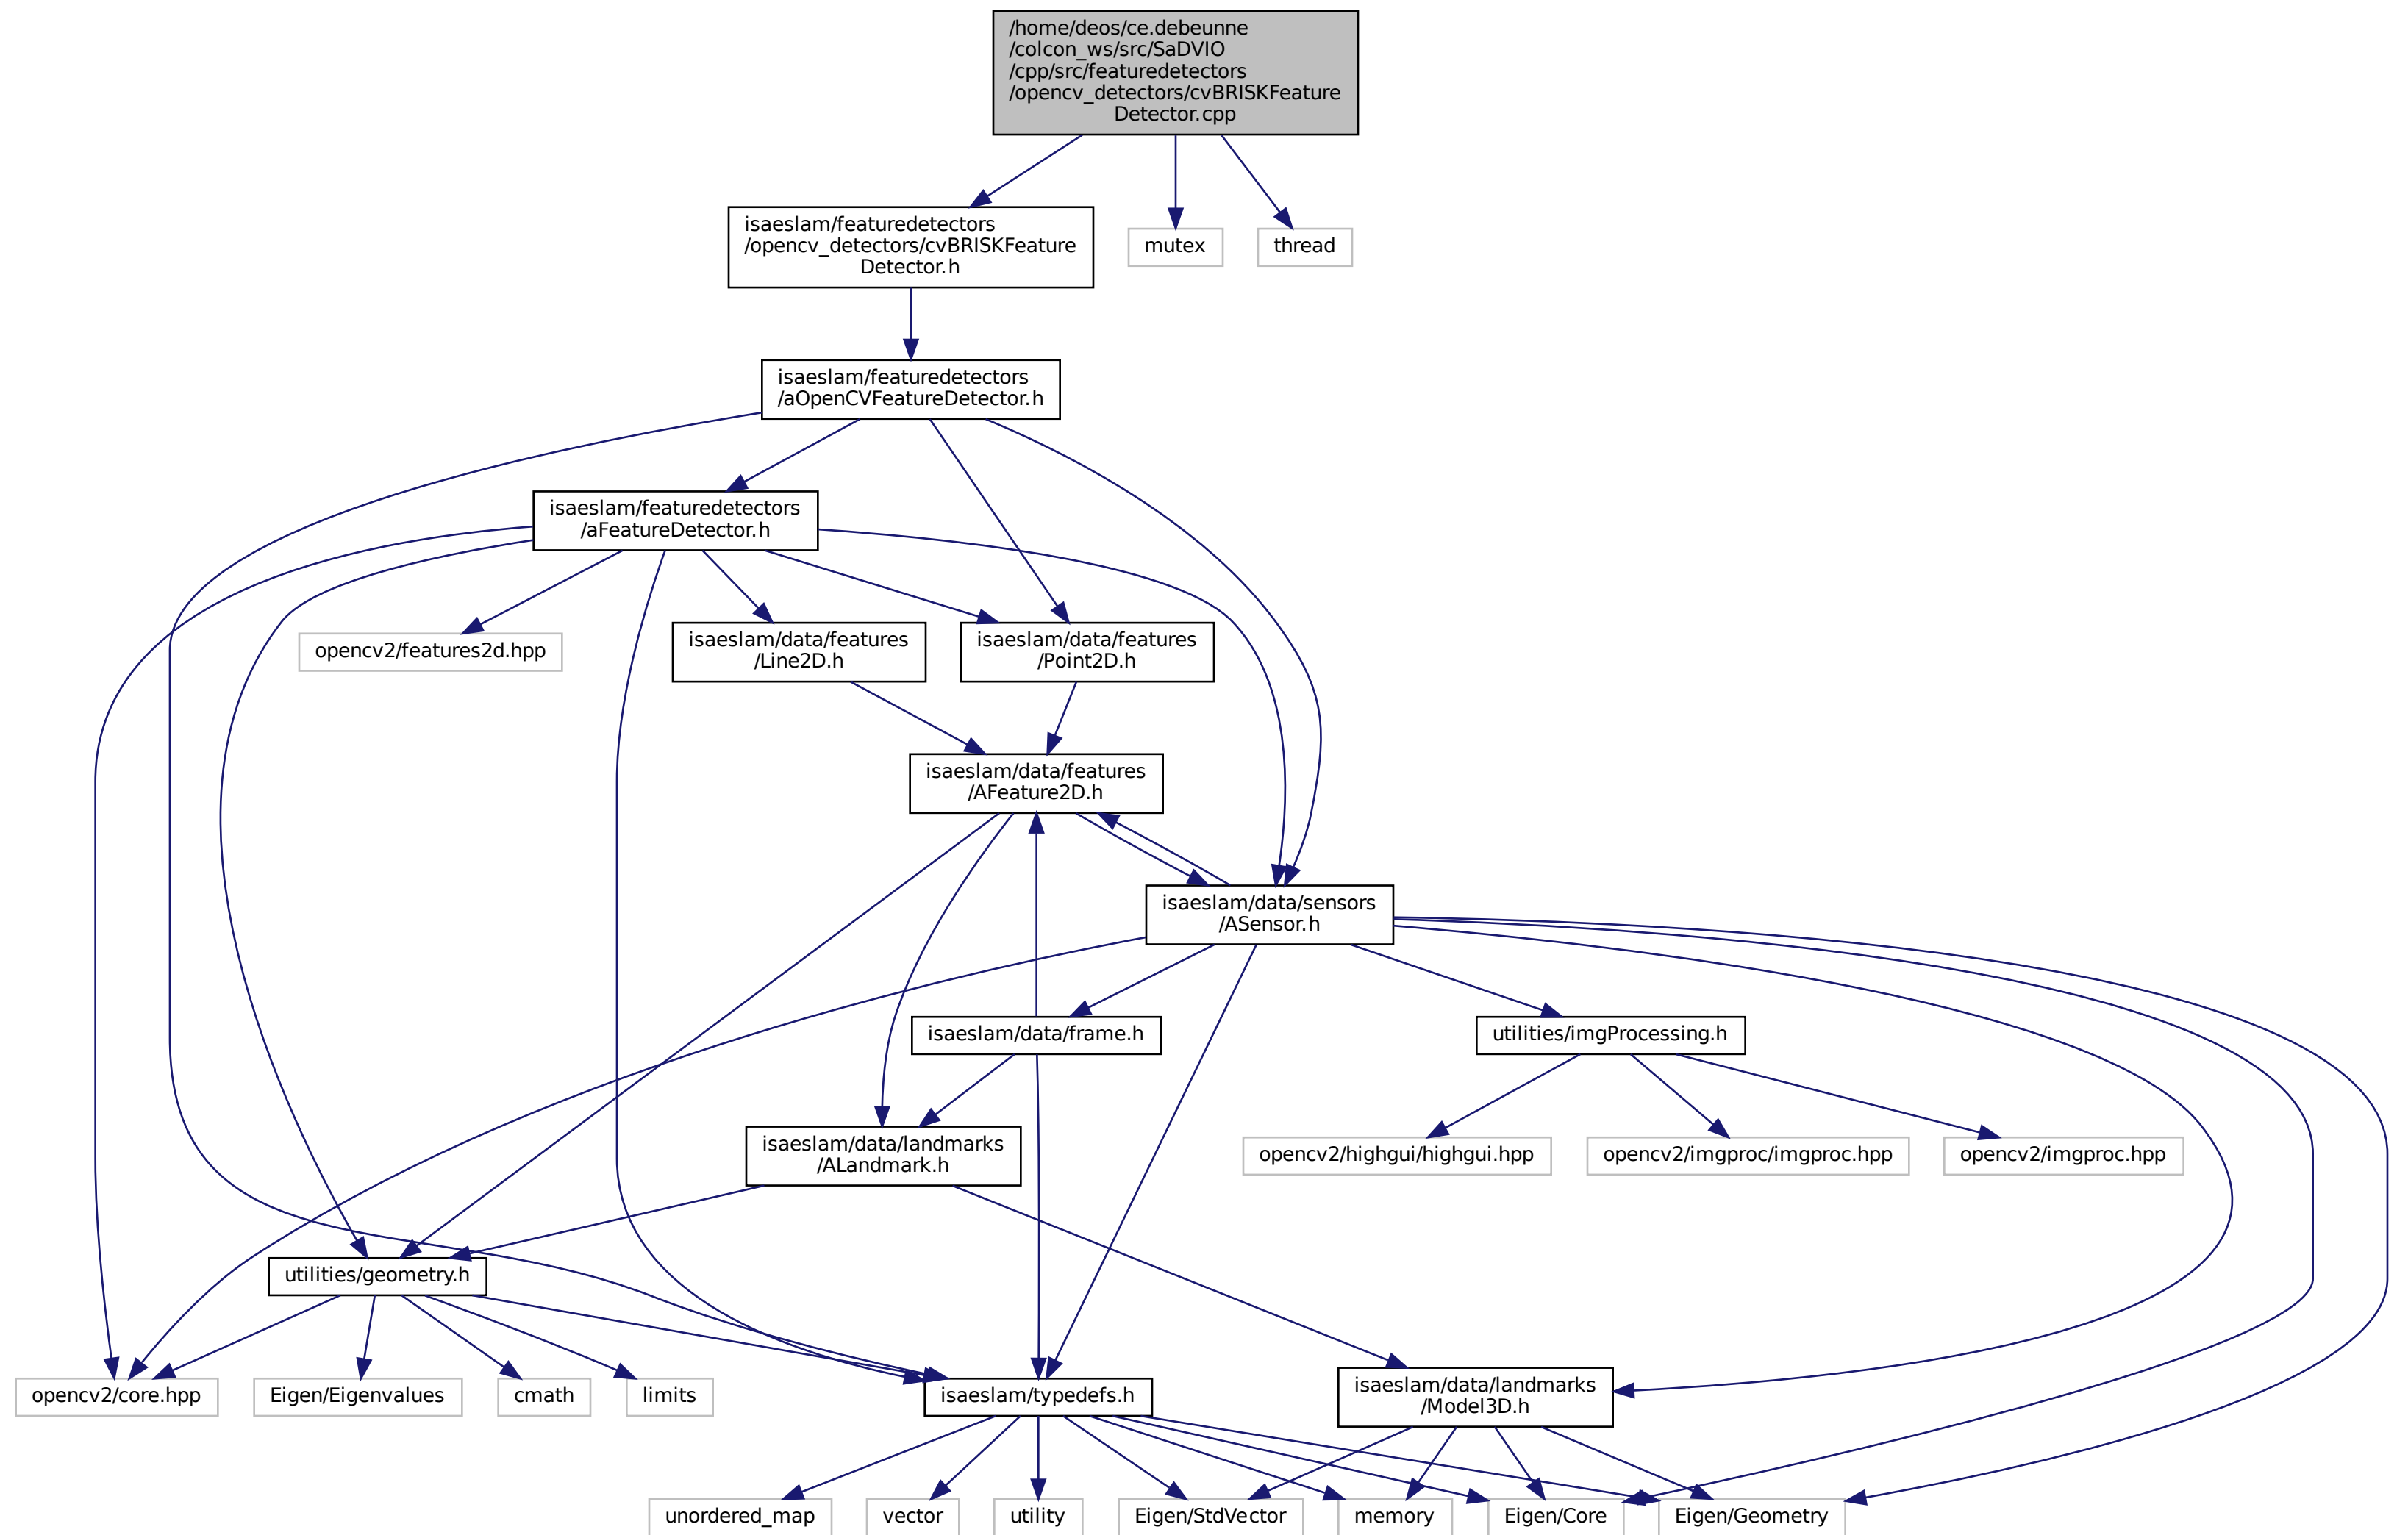 /home/deos/ce.debeunne
/colcon_ws/src/SaDVIO
/cpp/src/featuredetectors
/opencv_detectors/cvBRISKFeature
Detector.cpp
isaeslam/featuredetectors
/opencv_detectors/cvBRISKFeature
Detector.h
mutex
thread
isaeslam/featuredetectors
/aOpenCVFeatureDetector.h
isaeslam/featuredetectors
/aFeatureDetector.h
opencv2/features2d.hpp
isaeslam/data/features
/Line2D.h
isaeslam/data/features
/Point2D.h
isaeslam/data/features
/AFeature2D.h
isaeslam/data/sensors
/ASensor.h
isaeslam/data/frame.h
utilities/imgProcessing.h
isaeslam/data/landmarks
/ALandmark.h
opencv2/highgui/highgui.hpp
opencv2/imgproc/imgproc.hpp
opencv2/imgproc.hpp
utilities/geometry.h
opencv2/core.hpp
Eigen/Eigenvalues
cmath
limits
isaeslam/typedefs.h
isaeslam/data/landmarks
/Model3D.h
unordered_map
vector
utility
Eigen/StdVector
memory
Eigen/Core
Eigen/Geometry